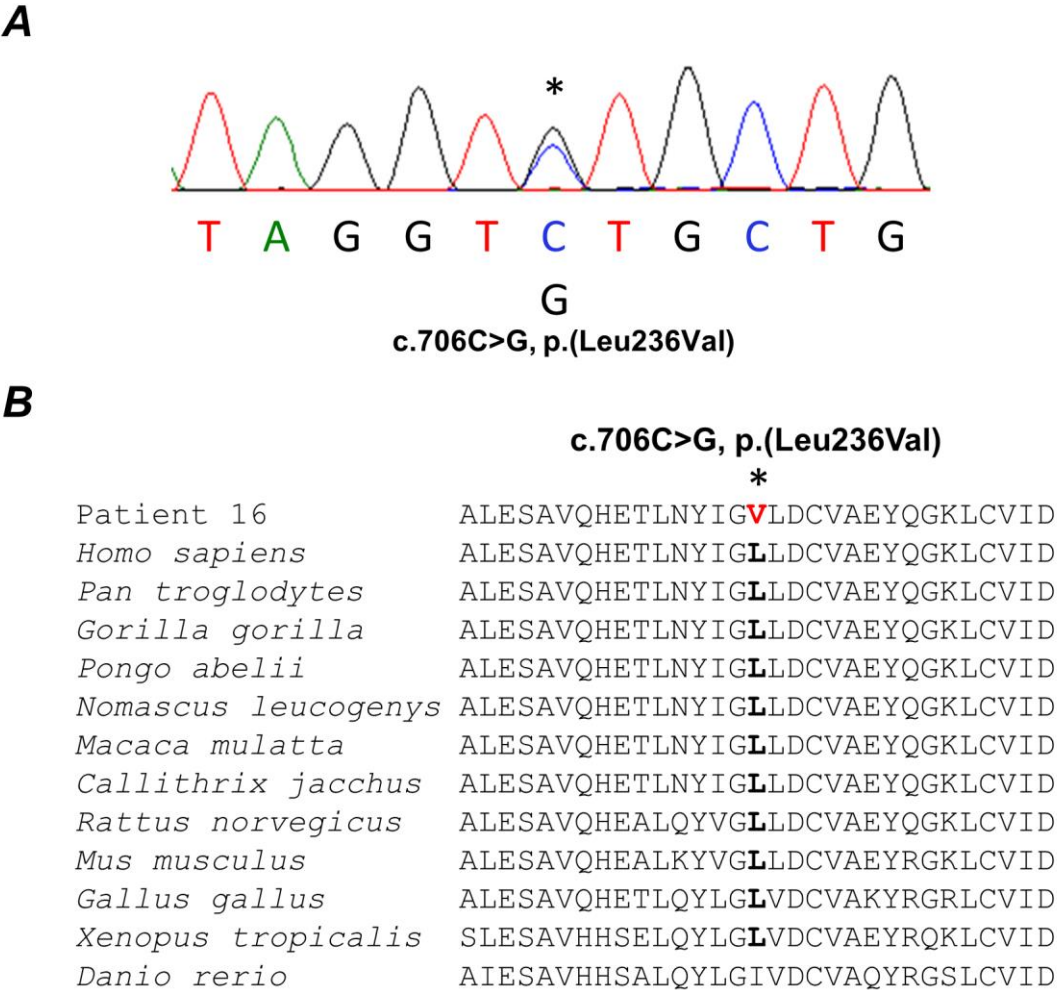 A
*
T A G G T C T G C T G
G
c.706C>G, p.(Leu236Val)
B
c.706C>G, p.(Leu236Val)
*
Patient 16 ALESAVQHETLNYIGVLDCVAEYQGKLCVID
Homo sapiens ALESAVQHETLNYIGLLDCVAEYQGKLCVID
Pan troglodytes ALESAVQHETLNYIGLLDCVAEYQGKLCVID
Gorilla gorilla ALESAVQHETLNYIGLLDCVAEYQGKLCVID
Pongo abelii ALESAVQHETLNYIGLLDCVAEYQGKLCVID
Nomascus leucogenys ALESAVQHETLNYIGLLDCVAEYQGKLCVID
Macaca mulatta ALESAVQHETLNYIGLLDCVAEYQGKLCVID
Callithrix jacchus ALESAVQHETLNYIGLLDCVAEYQGKLCVID
Rattus norvegicus ALESAVQHEALQYVGLLDCVAEYQGKLCVID
Mus musculus ALESAVQHEALKYVGLLDCVAEYRGKLCVID
Gallus gallus ALESAVQHETLQYLGLVDCVAKYRGRLCVID
Xenopus tropicalis SLESAVHHSELQYLGLVDCVAEYRQKLCVID
Danio rerio AIESAVHHSALQYLGIVDCVAQYRGSLCVID